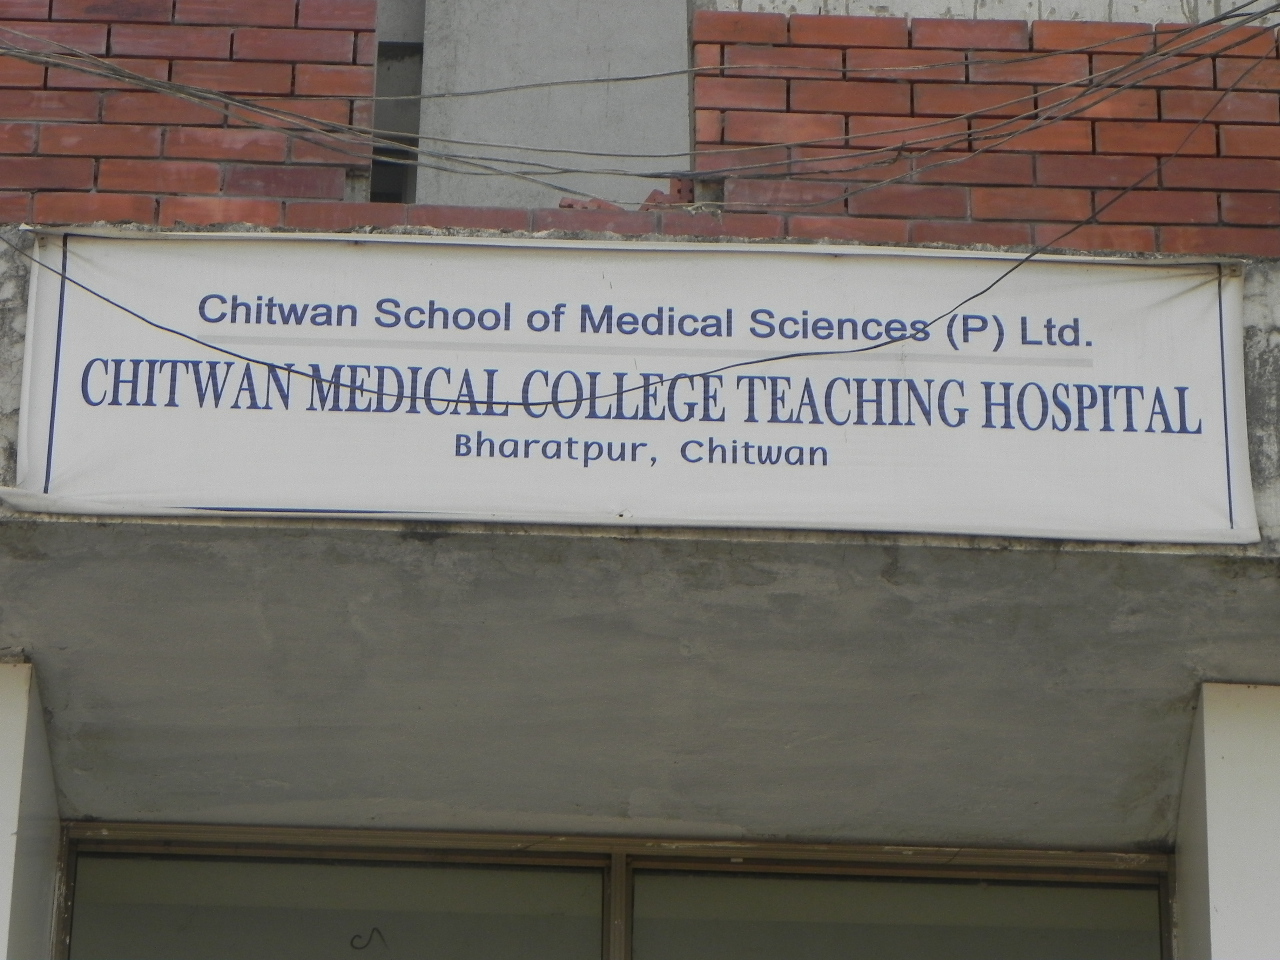 Chitwan School of Medical Sciences (P) Ltd.
CHITWAN MEDICAL COLLEGE TEACHING HOSPITAL
Bharatpur, Chitwan